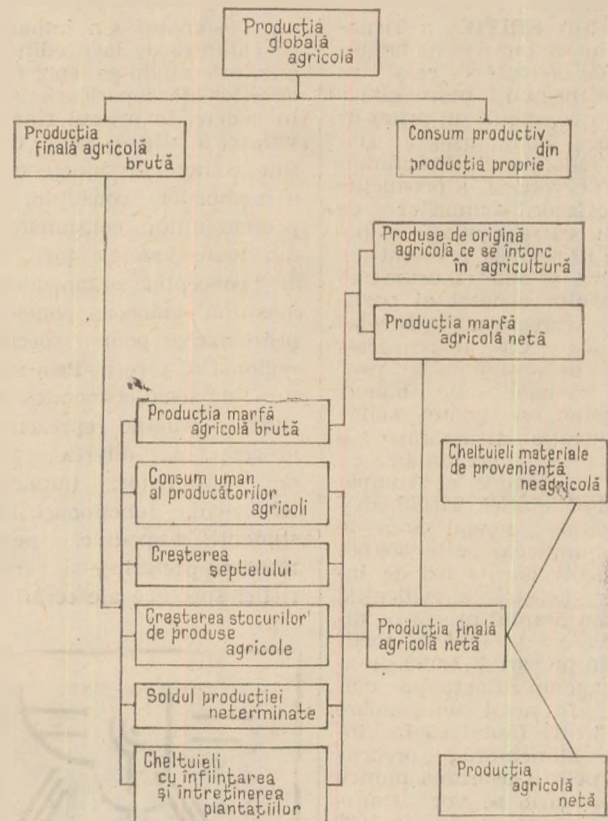 Producția
globală
agricolă
Producția
finală agricolă
brută
Consum productiv
din
producția proprie
Produse de origină
agricolă ce se întorc
în agricultură
Producția marfă
agricolă netă
Producția marfă
agricolă brută
Cheltuieli materiale
de proveniență
neagricolă
Consum uman
al producătorilor
agricoli
Creșterea
șeptelului
Creșterea stocurilor
de produse
agricole
Producția finală
agricolă netă
Soldul producției
neterminate
Cheltuieli
cu înființarea
și întreținerea
plantațiilor
Producția
agricolă
netă